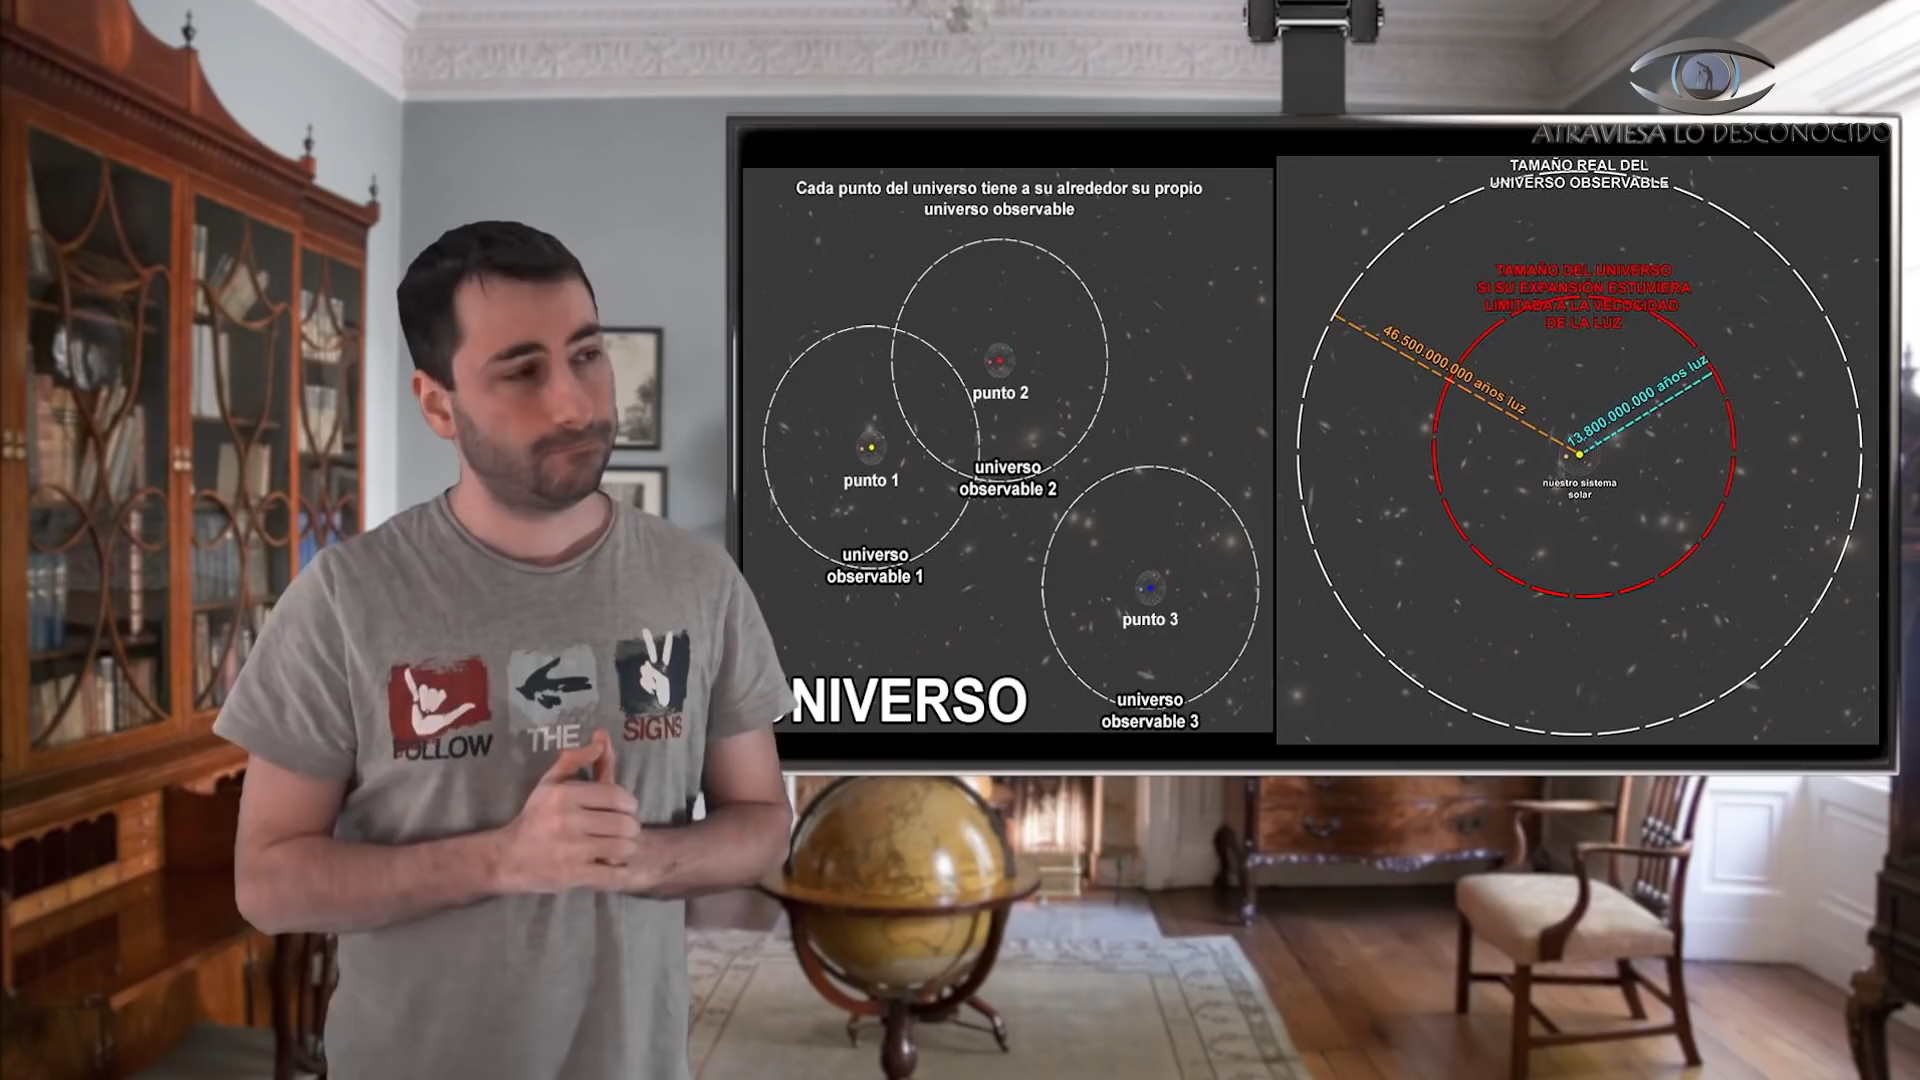 ATRAVIESA LO DESCONOCIDO
Cada punto del universo tiene a su alrededor su propio
universo observable
punto 2
punto 1
universo
observable 2
universo
observable 1
punto 3
universo
observable 3
UNIVERSO
TAMAÑO REAL DEL
UNIVERSO OBSERVABLE
TAMAÑO DEL UNIVERSO
SI SU EXPANSIÓN ESTUVIERA
LIMITADA A LA VELOCIDAD
DE LA LUZ
46.500.000.000 años luz
13.800.000.000 años luz
nuestro sistema
solar
FOLLOW THE SIGNS